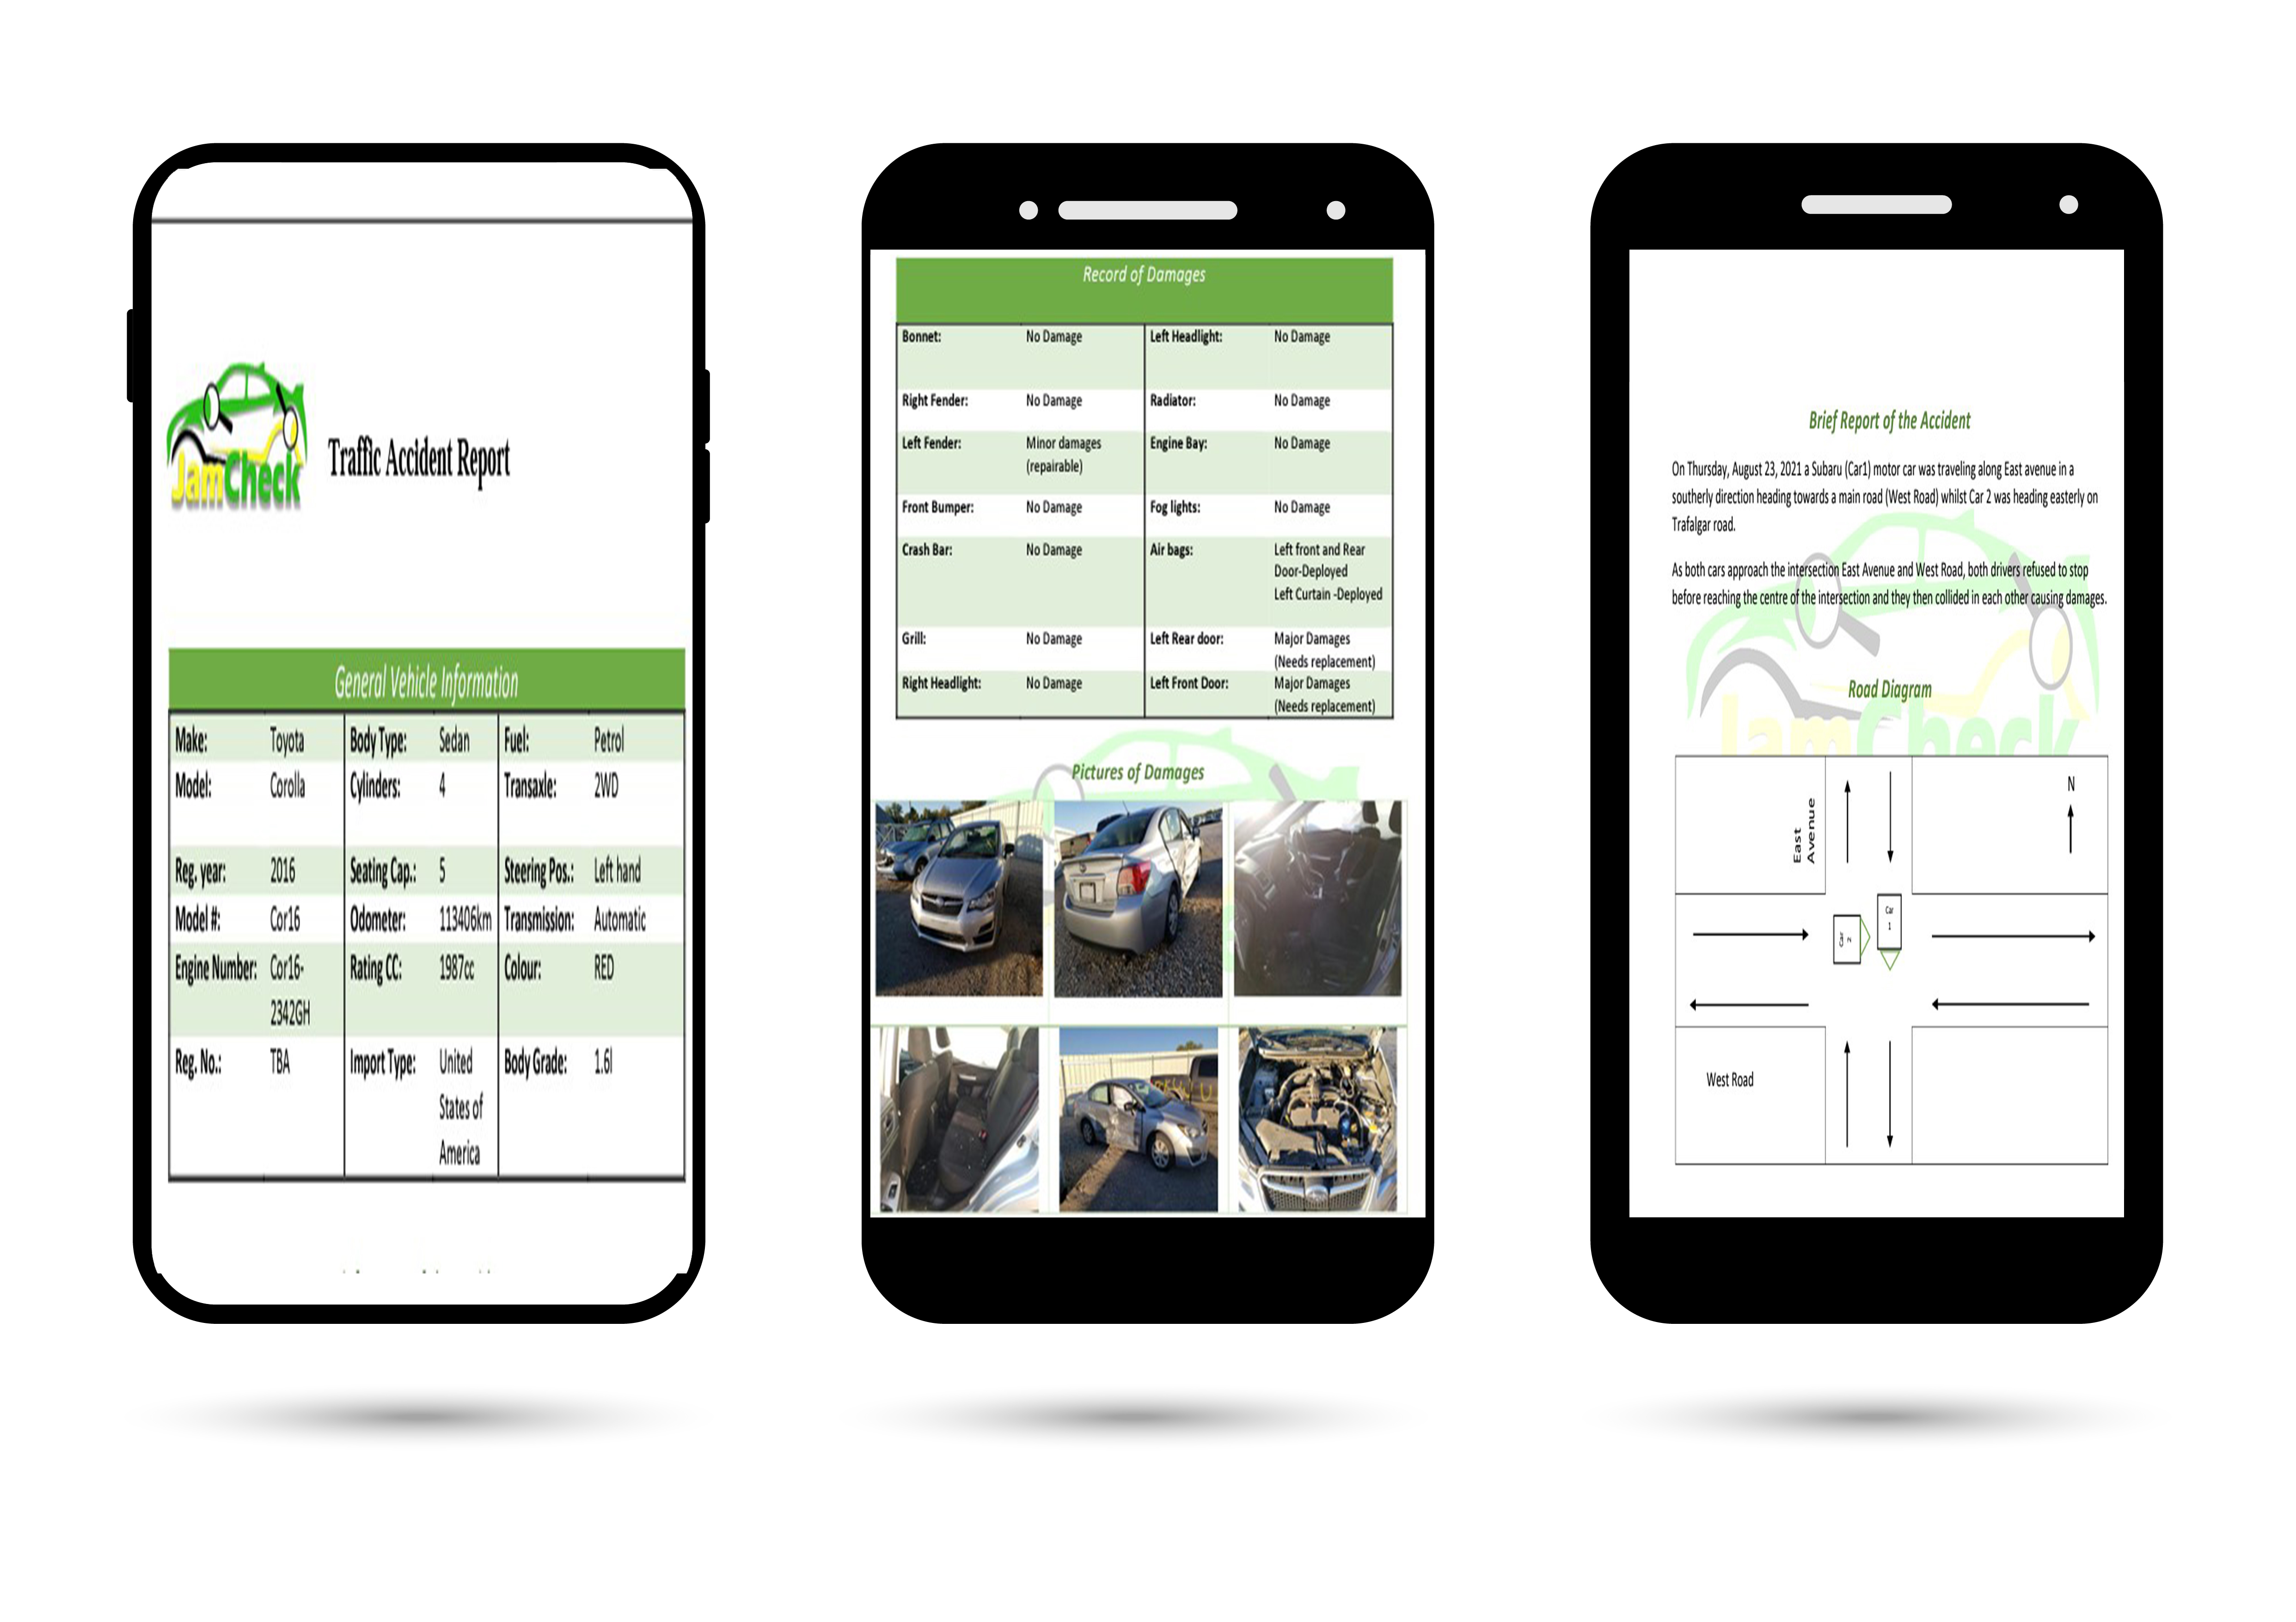 JamCheck
Traffic Accident Report
General Vehicle Information
Make: Toyota Body Type: Sedan Fuel: Petrol
Model: Corolla Cylinders: 4 Transaxle: 2WD
Reg. year: 2016 Seating Cap.: 5 Steering Pos.: Left hand
Model #: Cor16 Odometer: 113406km Transmission: Automatic
Engine Number: Cor16- Rating CC: 1987cc Colour: RED
2342GH
Reg. No.: TBA Import Type: United Body Grade: 1.6l
States of
America
Record of Damages
Bonnet: No Damage Left Headlight: No Damage
Right Fender: No Damage Radiator: No Damage
Left Fender: Minor damages Engine Bay: No Damage
(repairable)
Front Bumper: No Damage Fog lights: No Damage
Crash Bar: No Damage Air bags: Left front and Rear
Door-Deployed
Left Curtain -Deployed
Grill: No Damage Left Rear door: Major Damages
(Needs replacement)
Right Headlight: No Damage Left Front Door: Major Damages
(Needs replacement)
Pictures of Damages
Brief Report of the Accident
On Thursday, August 23, 2021 a Subaru (Car1) motor car was traveling along East avenue in a
southerly direction heading towards a main road (West Road) whilst Car 2 was heading easterly on
Trafalgar road.
As both cars approach the intersection East Avenue and West Road, both drivers refused to stop
before reaching the centre of the intersection and they then collided in each other causing damages.
JamCheck
Road Diagram
N
East
Avenue
Car
1
Car
2
West Road